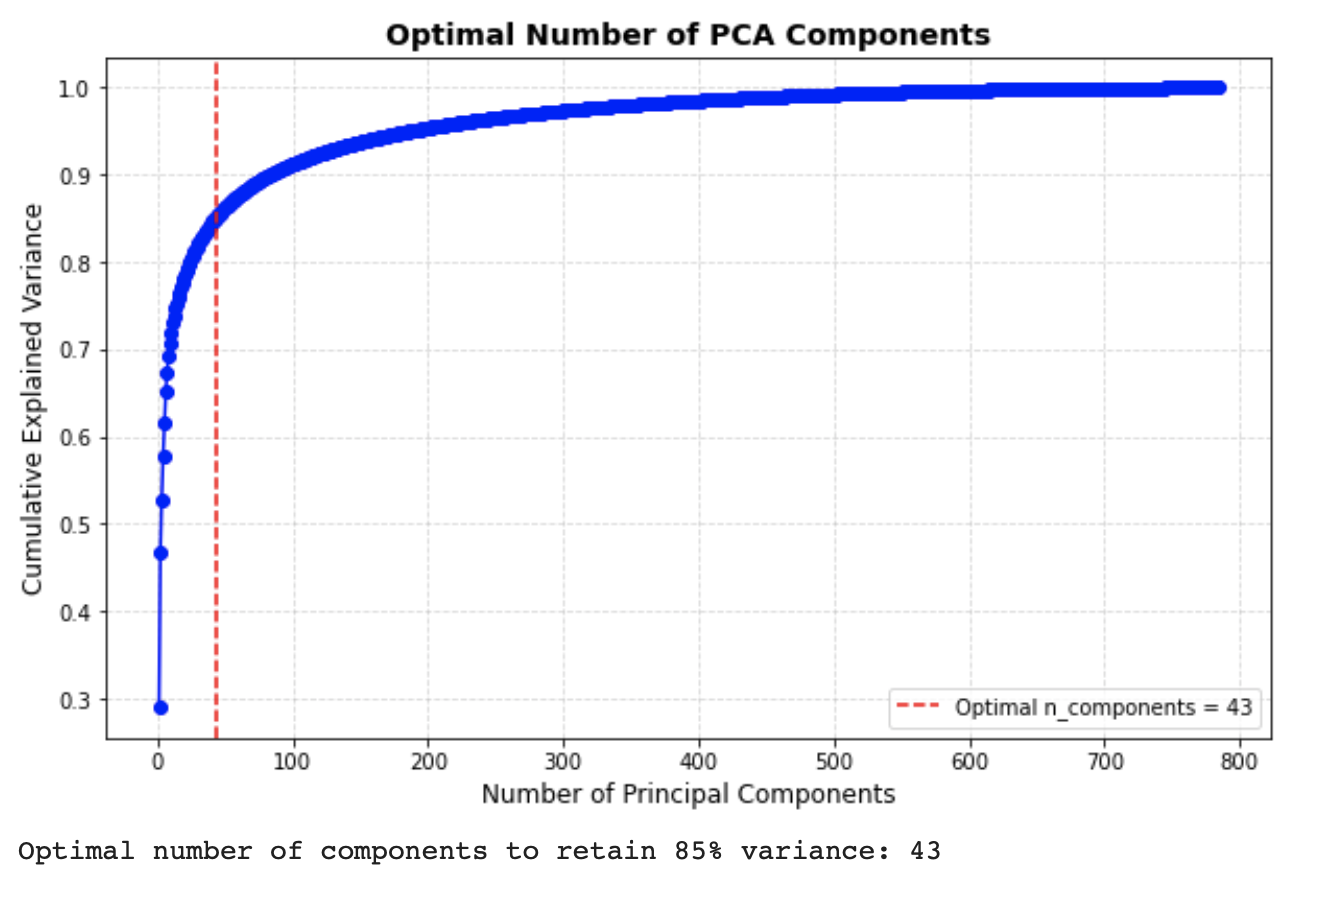 Optimal Number of PCA Components
1.0
0.9
0.8
0.7
0.6
0.5
0.4
0.3
Cumulative Explained Variance
Optimal n_components = 43
0 100 200 300 400 500 600 700 800
Number of Principal Components
Optimal number of components to retain 85% variance: 43